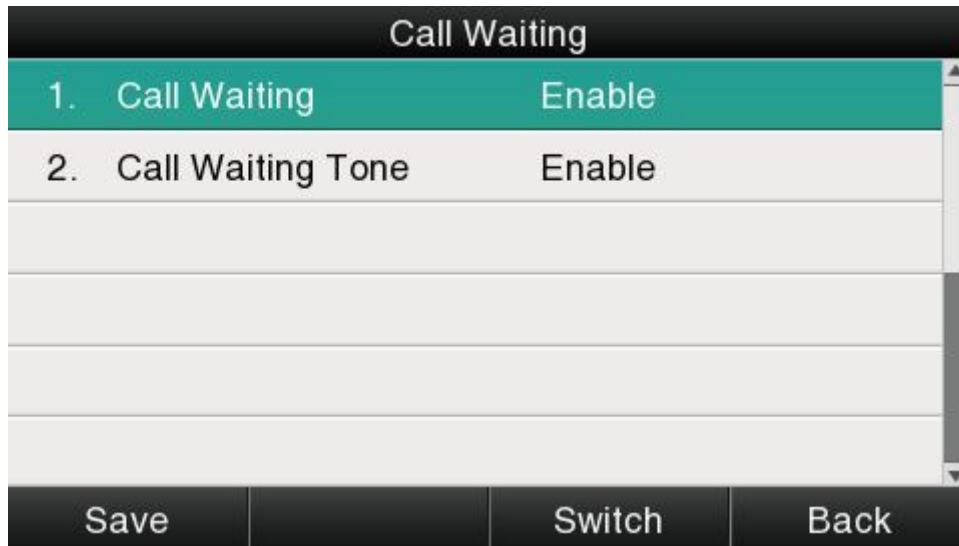 Call Waiting
1. Call Waiting Enable
2. Call Waiting Tone Enable
Save Switch Back